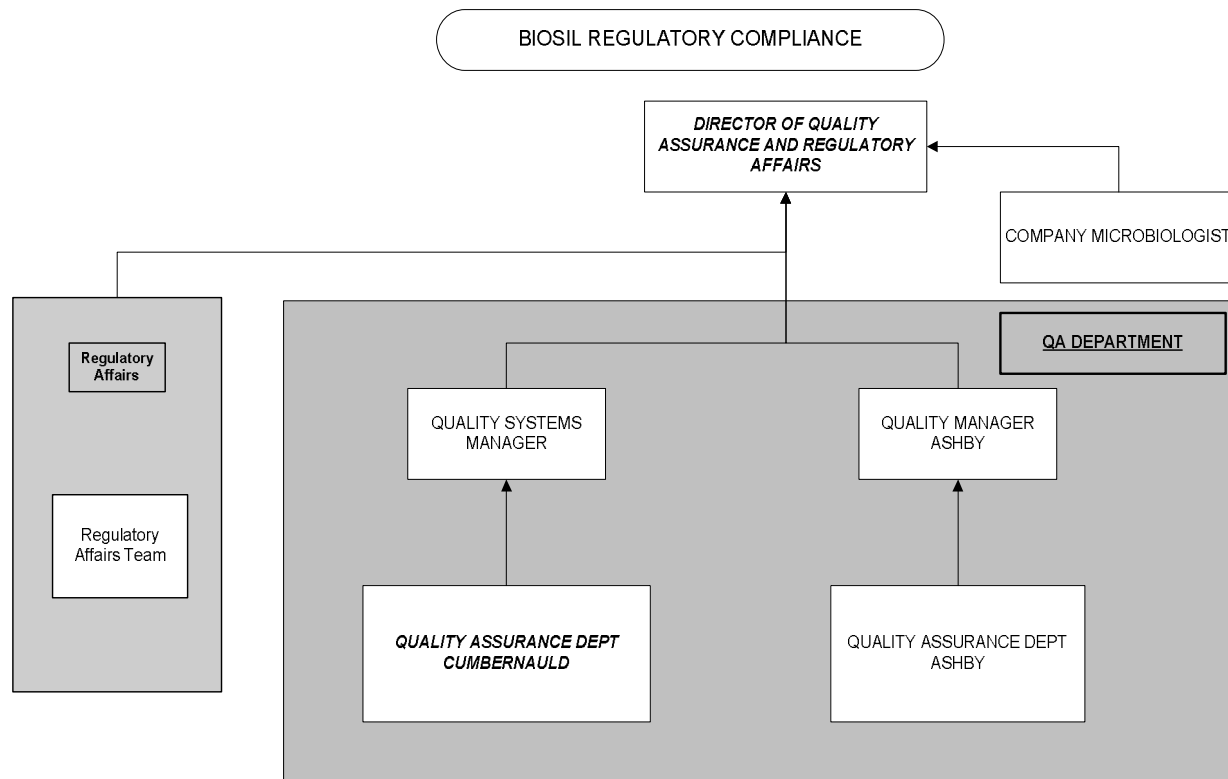 BIOSIL REGULATORY COMPLIANCE
DIRECTOR OF QUALITY
ASSURANCE AND REGULATORY
AFFAIRS
COMPANY MICROBIOLOGIST
QA DEPARTMENT
Regulatory
Affairs
QUALITY SYSTEMS
MANAGER
QUALITY MANAGER
ASHBY
Regulatory
Affairs Team
QUALITY ASSURANCE DEPT
CUMBERNAULD
QUALITY ASSURANCE DEPT
ASHBY